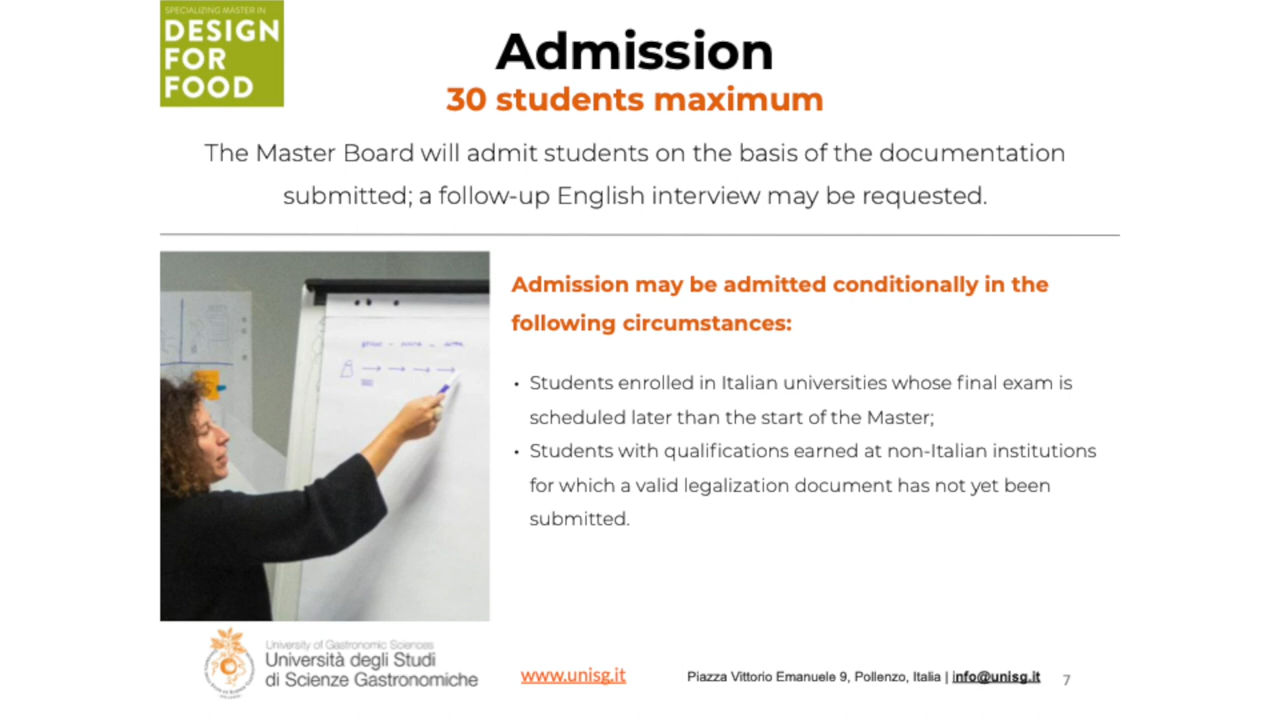 SPECIALIZING MASTER IN
DESIGN
FOR
FOOD
Admission
30 students maximum
The Master Board will admit students on the basis of the documentation
submitted; a follow-up English interview may be requested.
Admission may be admitted conditionally in the
following circumstances:
• Students enrolled in Italian universities whose final exam is
scheduled later than the start of the Master;
• Students with qualifications earned at non-Italian institutions
for which a valid legalization document has not yet been
submitted.
University of Gastronomic Sciences
Università degli Studi
di Scienze Gastronomiche
www.unisg.it
Piazza Vittorio Emanuele 9, Pollenzo, Italia | info@unisg.it
7